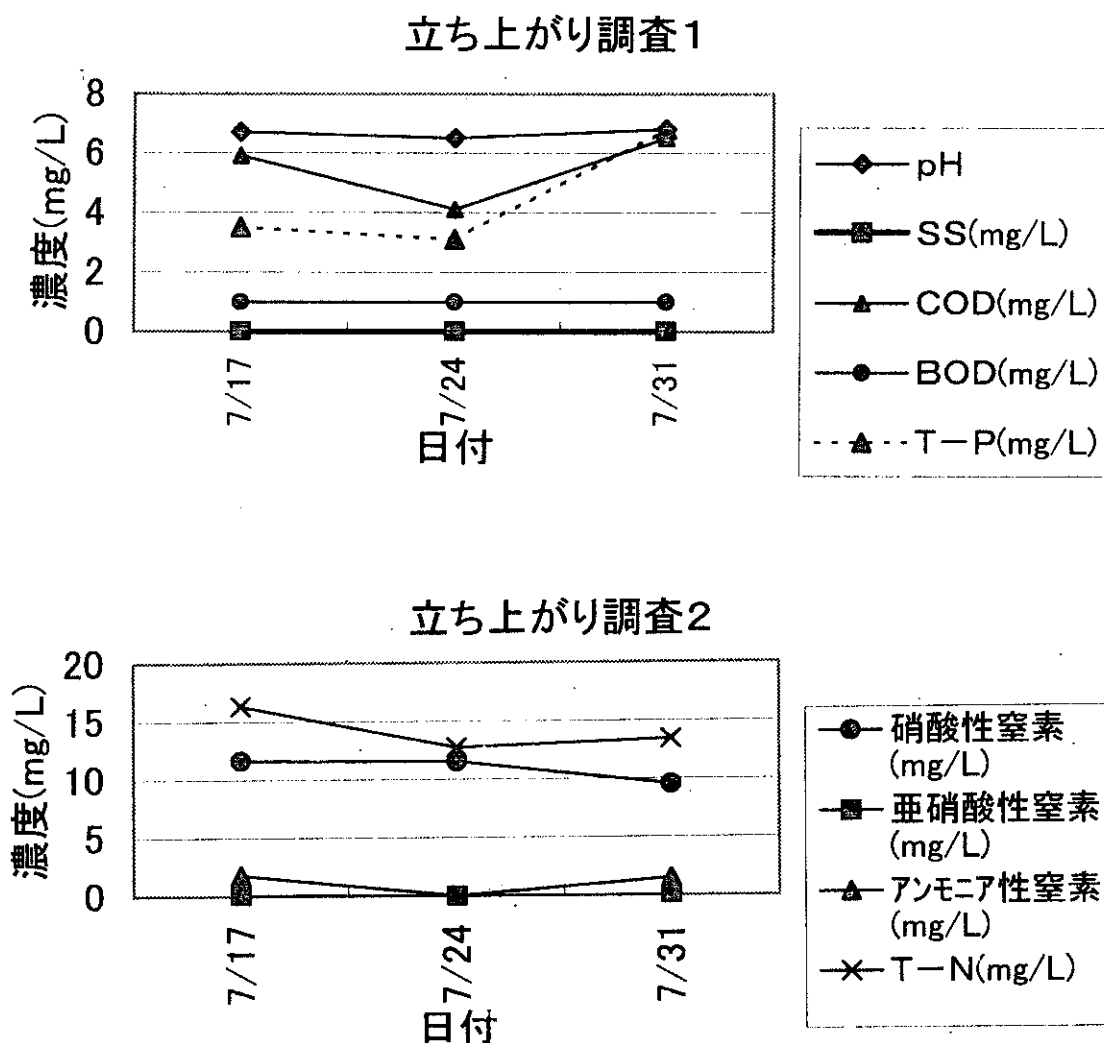 立ち上がり調査1
8
6
4
2
0
濃度(mg/L)
7/17
7/24
7/31
日付
pH
SS(mg/L)
COD(mg/L)
BOD(mg/L)
T－P(mg/L)
立ち上がり調査2
20
15
10
5
0
濃度(mg/L)
7/17
7/24
7/31
日付
硝酸性窒素
(mg/L)
亜硝酸性窒素
(mg/L)
アンモニア性窒素
(mg/L)
T－N(mg/L)